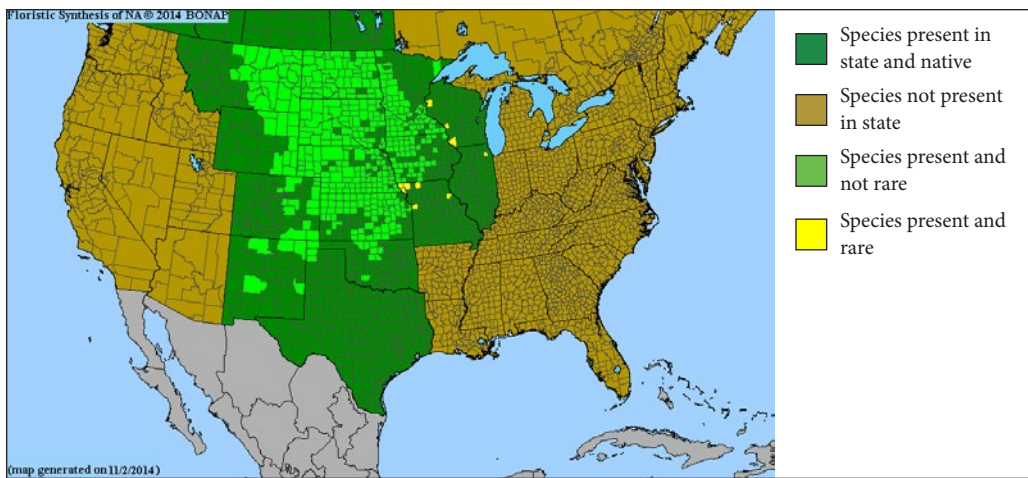 Floristic Synthesis of NA © 2014 BONAP
Species present in
state and native
Species not present
in state
Species present and
not rare
Species present and
rare
(map generated on 11/2/2014)